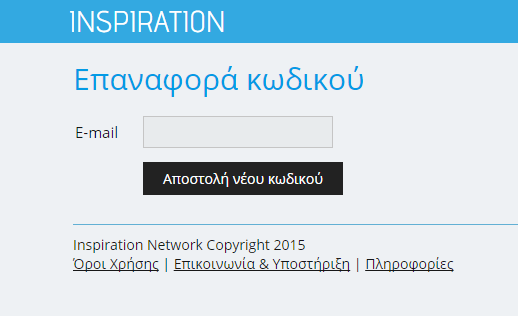 INSPIRATION
Επαναφορά κωδικού
E-mail
Αποστολή νέου κωδικού
Inspiration Network Copyright 2015
Όροι Χρήσης | Επικοινωνία & Υποστήριξη | Πληροφορίες